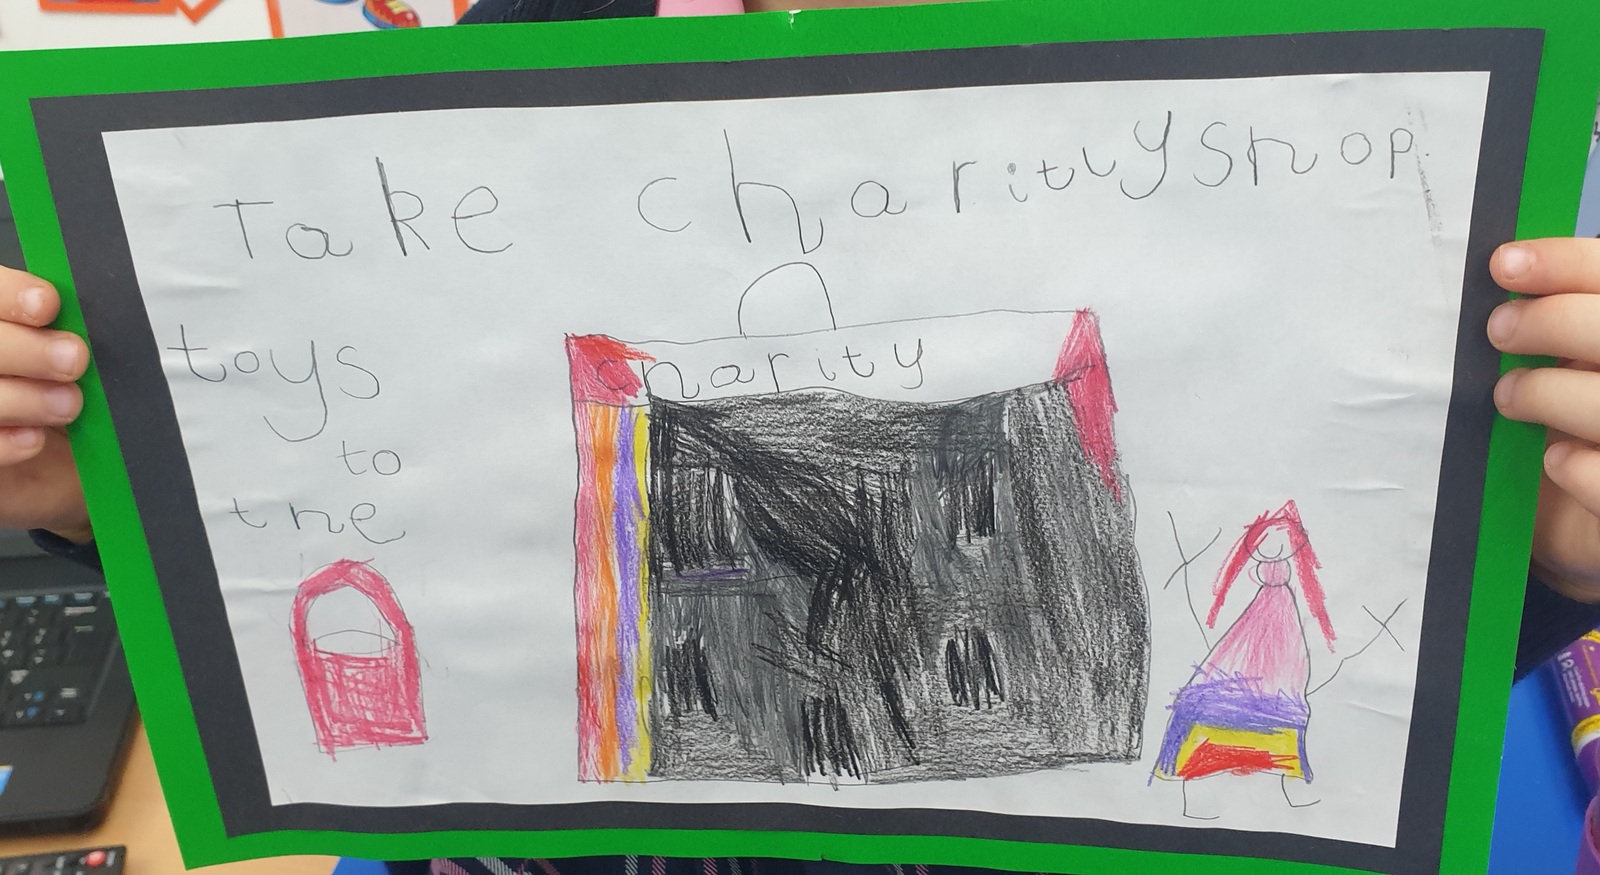 Take charityshop
toys
to
the
charity